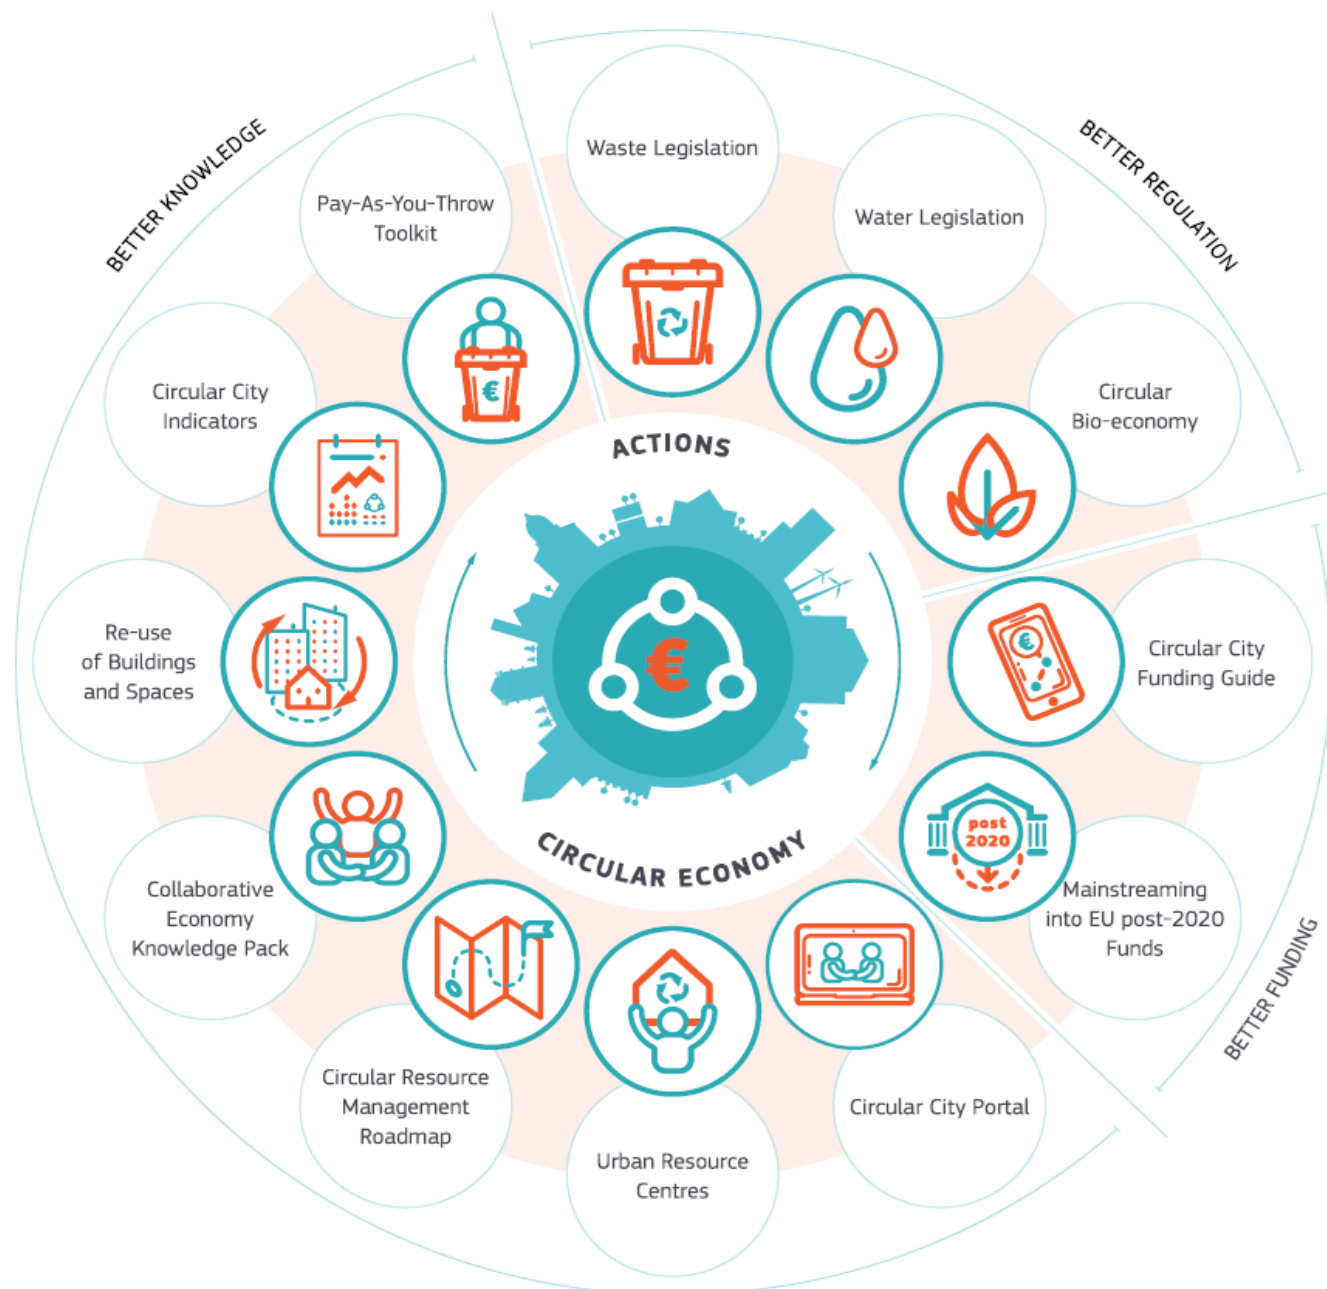 BETTER KNOWLEDGE
BETTER REGULATION
BETTER FUNDING
Waste Legislation
Water Legislation
Circular
Bio-economy
Circular City
Funding Guide
Mainstreaming
into EU post-2020
Funds
Circular City Portal
Urban Resource
Centres
Circular Resource
Management
Roadmap
Collaborative
Economy
Knowledge Pack
Re-use
of Buildings
and Spaces
Circular City
Indicators
Pay-As-You-Throw
Toolkit
€
€
post
2020
ACTIONS
€
CIRCULAR ECONOMY